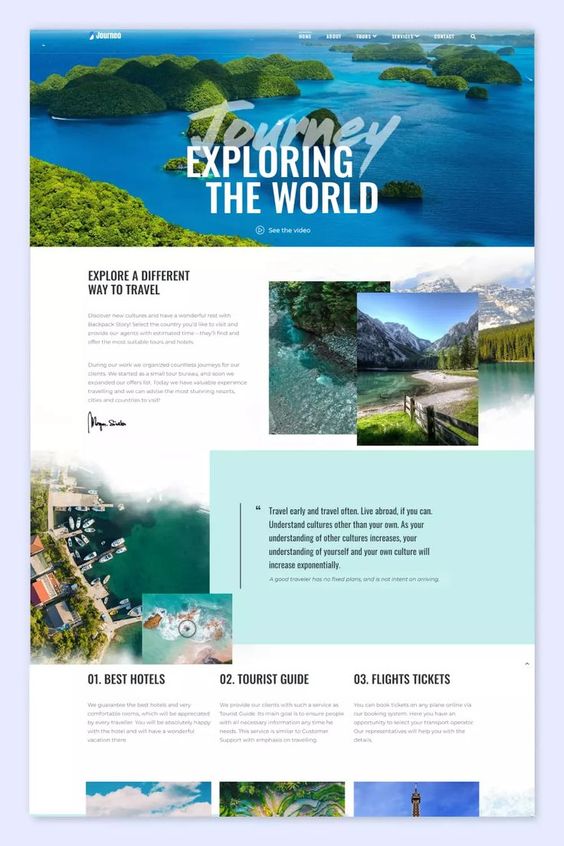 Journeo
HOME ABOUT TOURS SERVICES CONTACT
Journey
EXPLORING
THE WORLD
See the video
EXPLORE A DIFFERENT
WAY TO TRAVEL
Discover new cultures and have a wonderful rest with
Backpack Story! Select the country you'd like to visit and
provide our agents with estimated time – they'll find and
offer the most suitable tours and hotels.
During our work we organized countless journeys for our
clients. We started as a small tour bureau, and soon we
expanded our offers list. Today we have valuable experience
travelling and we can advise the most stunning resorts,
cities and countries to visit!
“ Travel early and travel often. Live abroad, if you can.
Understand cultures other than your own. As your
understanding of other cultures increases, your
understanding of yourself and your own culture will
increase exponentially.
A good traveler has no fixed plans, and is not intent on arriving.
01. BEST HOTELS
We guarantee the best hotels and very
comfortable rooms, which will be appreciated
by every traveller. You will be absolutely happy
with the hotel and will have a wonderful
vacation there.
02. TOURIST GUIDE
We provide our clients with such a service as
Tourist Guide. Its main goal is to ensure people
with all necessary information any time he
needs. This service is similar to Customer
Support with emphasis on travelling.
03. FLIGHTS TICKETS
You can book tickets on any plane online via
our booking system. Here you have an
opportunity to select your transport operator.
Our representatives will help you with the
details.